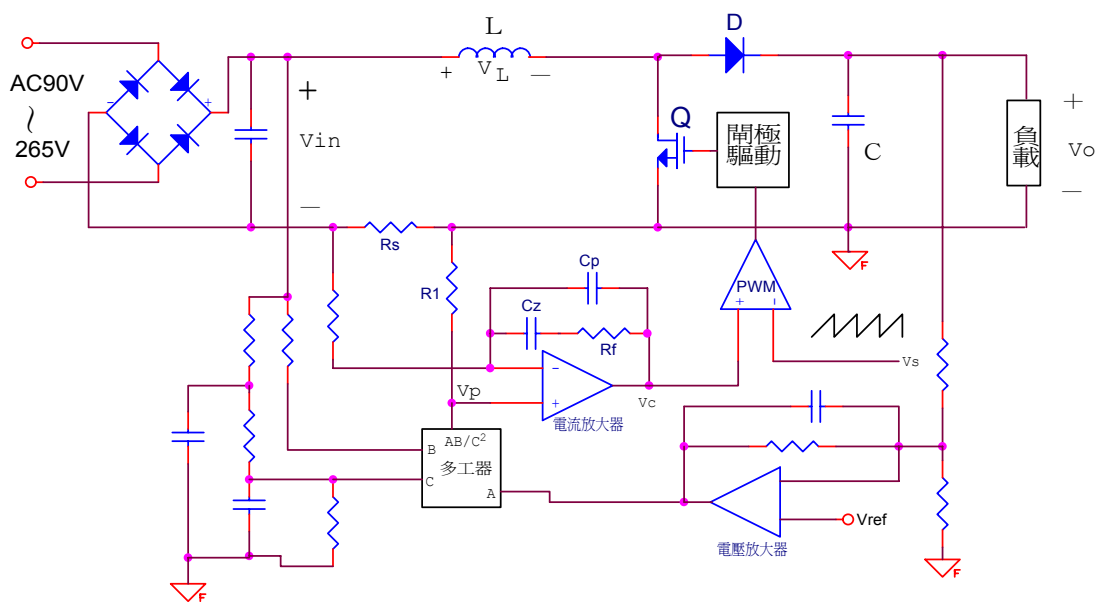 L
D
AC90V
~
265V
-
+
+
Vin
—
+
VL
—
Q
閘極
驅動
C
負載
+
Vo
—
Rs
F
R1
Cp
Cz
Rf
PWM
+
-
Vs
Vp
-
+
Vc
電流放大器
AB/C²
B
多工器
C
A
Vref
電壓放大器
F
F